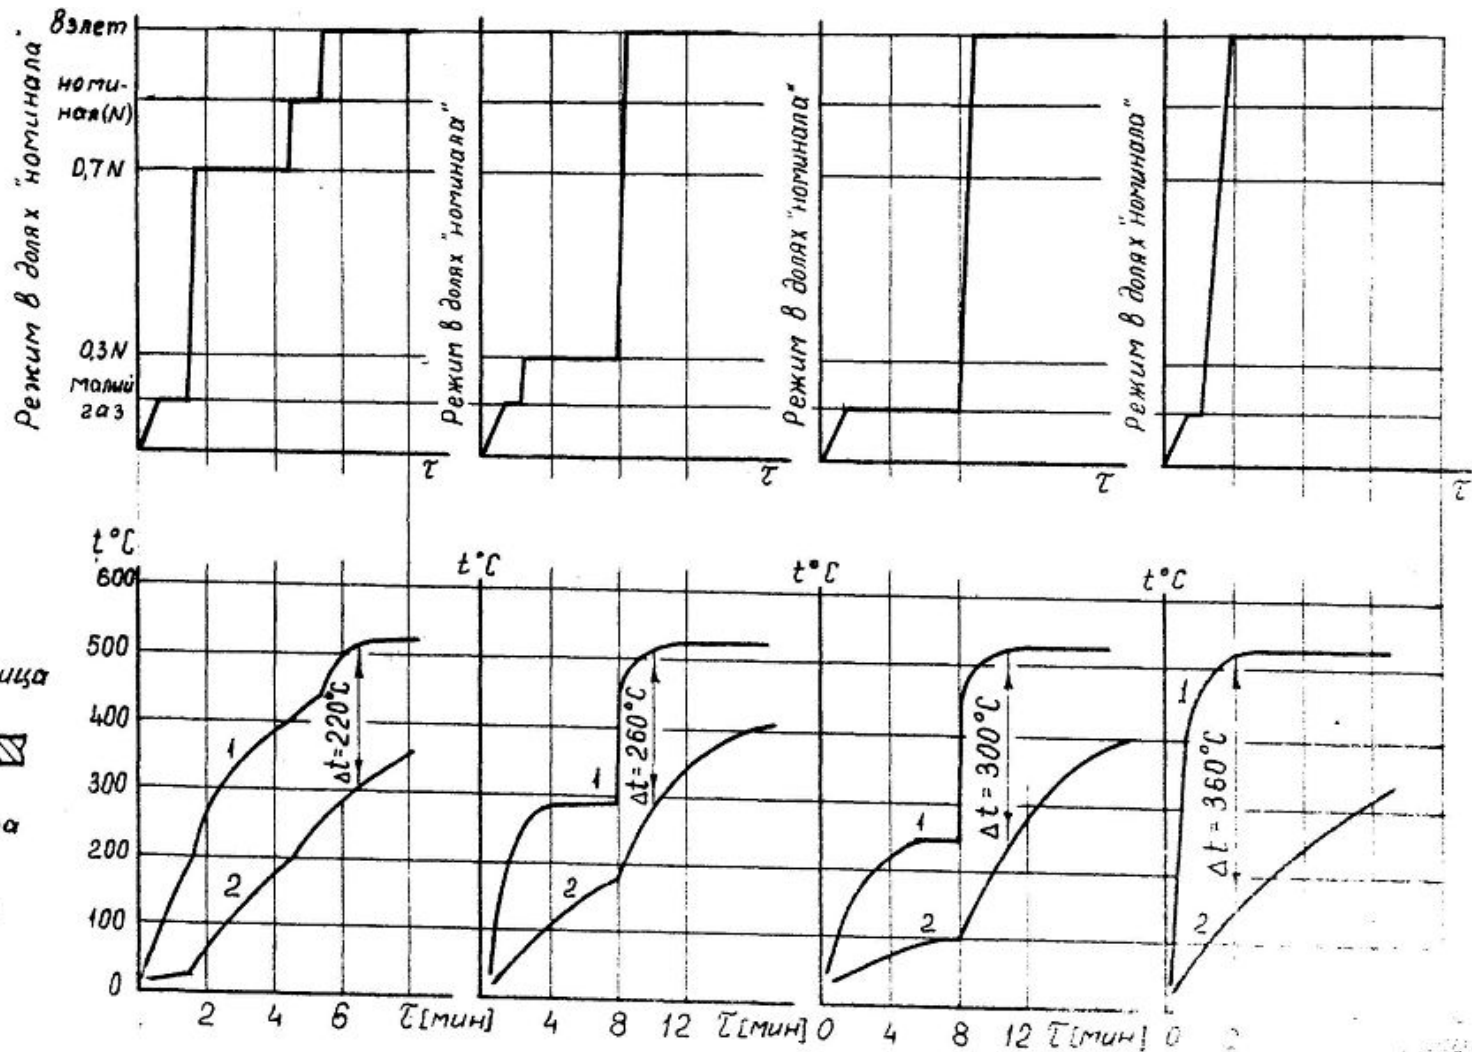 Взлет
номи-
ная(N)
0,7N
0,3N
малый
газ
Режим в долях "номинала"
τ
Режим в долях "номинала"
τ
Режим в долях "номинала"
τ
Режим в долях "номинала"
τ
t°C
600
500
400
300
200
100
0
1
2
Δt=220°C
2 4 6 τ[мин]
t°C
1
2
Δt=260°C
4 8 12 τ[мин]
t°C
1
2
Δt=300°C
0 4 8 12 τ[мин]
t°C
1
2
Δt=360°C
0 2
ица
а